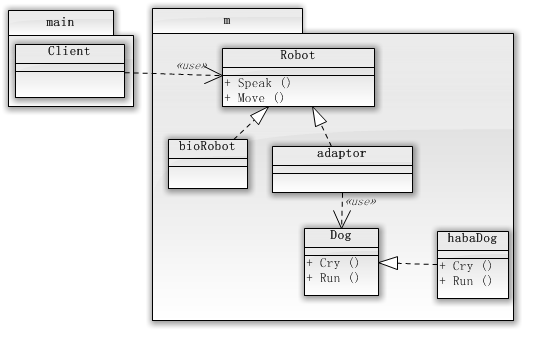 main
m
Client
Robot
«use»
+ Speak ()
+ Move ()
bioRobot
adaptor
«use»
Dog
habaDog
+ Cry ()
+ Run ()
+ Cry ()
+ Run ()